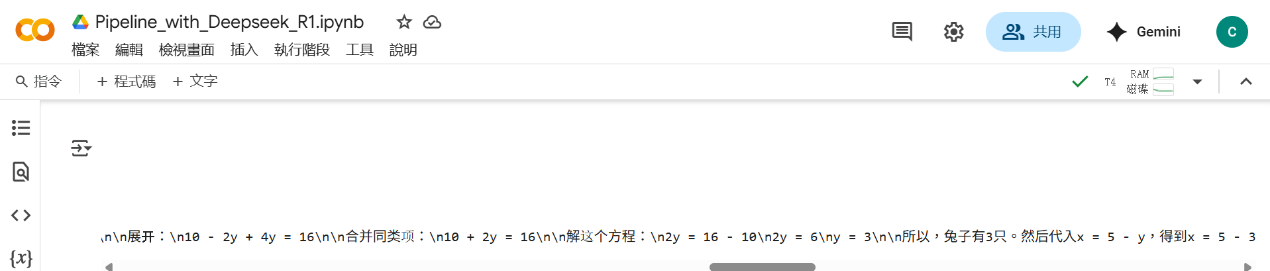 Pipeline_with_Deepseek_R1.ipynb
檔案 編輯 檢視畫面 插入 執行階段 工具 說明
共用
Gemini
C
指令 + 程式碼 + 文字
T4
RAM
磁碟
{x}
\n\n展开：\n10 - 2y + 4y = 16\n\n合并同类项：\n10 + 2y = 16\n\n解这个方程：\n2y = 16 - 10\n2y = 6\ny = 3\n\n所以，兔子有3只。然后代入x = 5 - y，得到x = 5 - 3